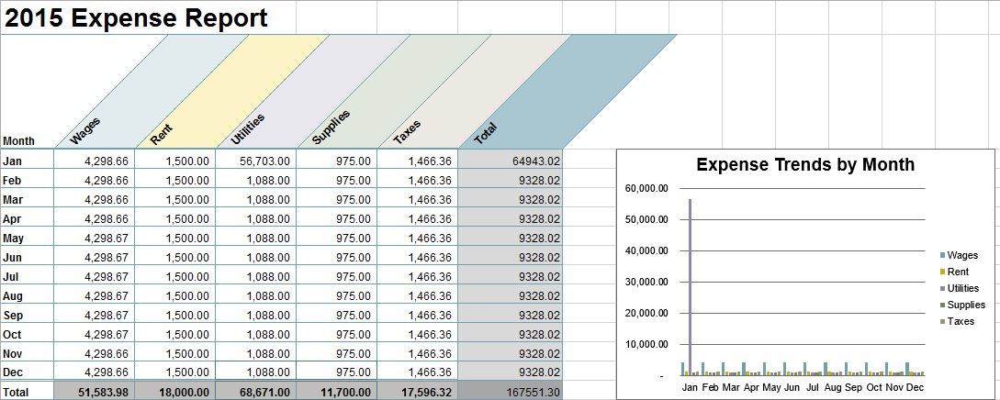 2015 Expense Report
Month Wages Rent Utilities Supplies Taxes Total
Jan 4,298.66 1,500.00 56,703.00 975.00 1,466.36 64943.02
Feb 4,298.66 1,500.00 1,088.00 975.00 1,466.36 9328.02
Mar 4,298.66 1,500.00 1,088.00 975.00 1,466.36 9328.02
Apr 4,298.66 1,500.00 1,088.00 975.00 1,466.36 9328.02
May 4,298.67 1,500.00 1,088.00 975.00 1,466.36 9328.02
Jun 4,298.67 1,500.00 1,088.00 975.00 1,466.36 9328.02
Jul 4,298.67 1,500.00 1,088.00 975.00 1,466.36 9328.02
Aug 4,298.67 1,500.00 1,088.00 975.00 1,466.36 9328.02
Sep 4,298.67 1,500.00 1,088.00 975.00 1,466.36 9328.02
Oct 4,298.67 1,500.00 1,088.00 975.00 1,466.36 9328.02
Nov 4,298.66 1,500.00 1,088.00 975.00 1,466.36 9328.02
Dec 4,298.66 1,500.00 1,088.00 975.00 1,466.36 9328.02
Total 51,583.98 18,000.00 68,671.00 11,700.00 17,596.32 167551.30
Expense Trends by Month
60,000.00
50,000.00
40,000.00
30,000.00
20,000.00
10,000.00
-
Jan Feb Mar Apr May Jun Jul Aug Sep Oct Nov Dec
Wages
Rent
Utilities
Supplies
Taxes